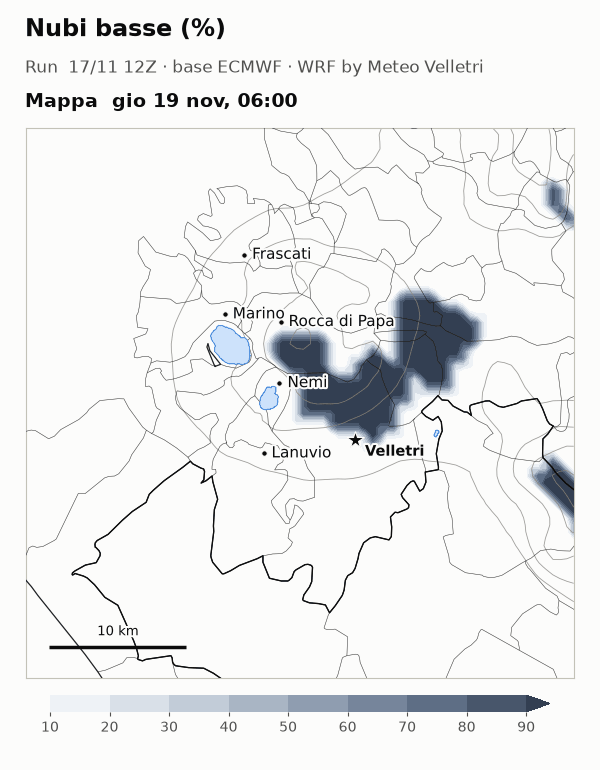 Nubi basse (%)
Run  17/11 12Z · base ECMWF · WRF by Meteo Velletri
Mappa  gio 19 nov, 06:00
Frascati
Marino
Rocca di Papa
Nemi
Velletri
Lanuvio
10 km
10 20 30 40 50 60 70 80 90